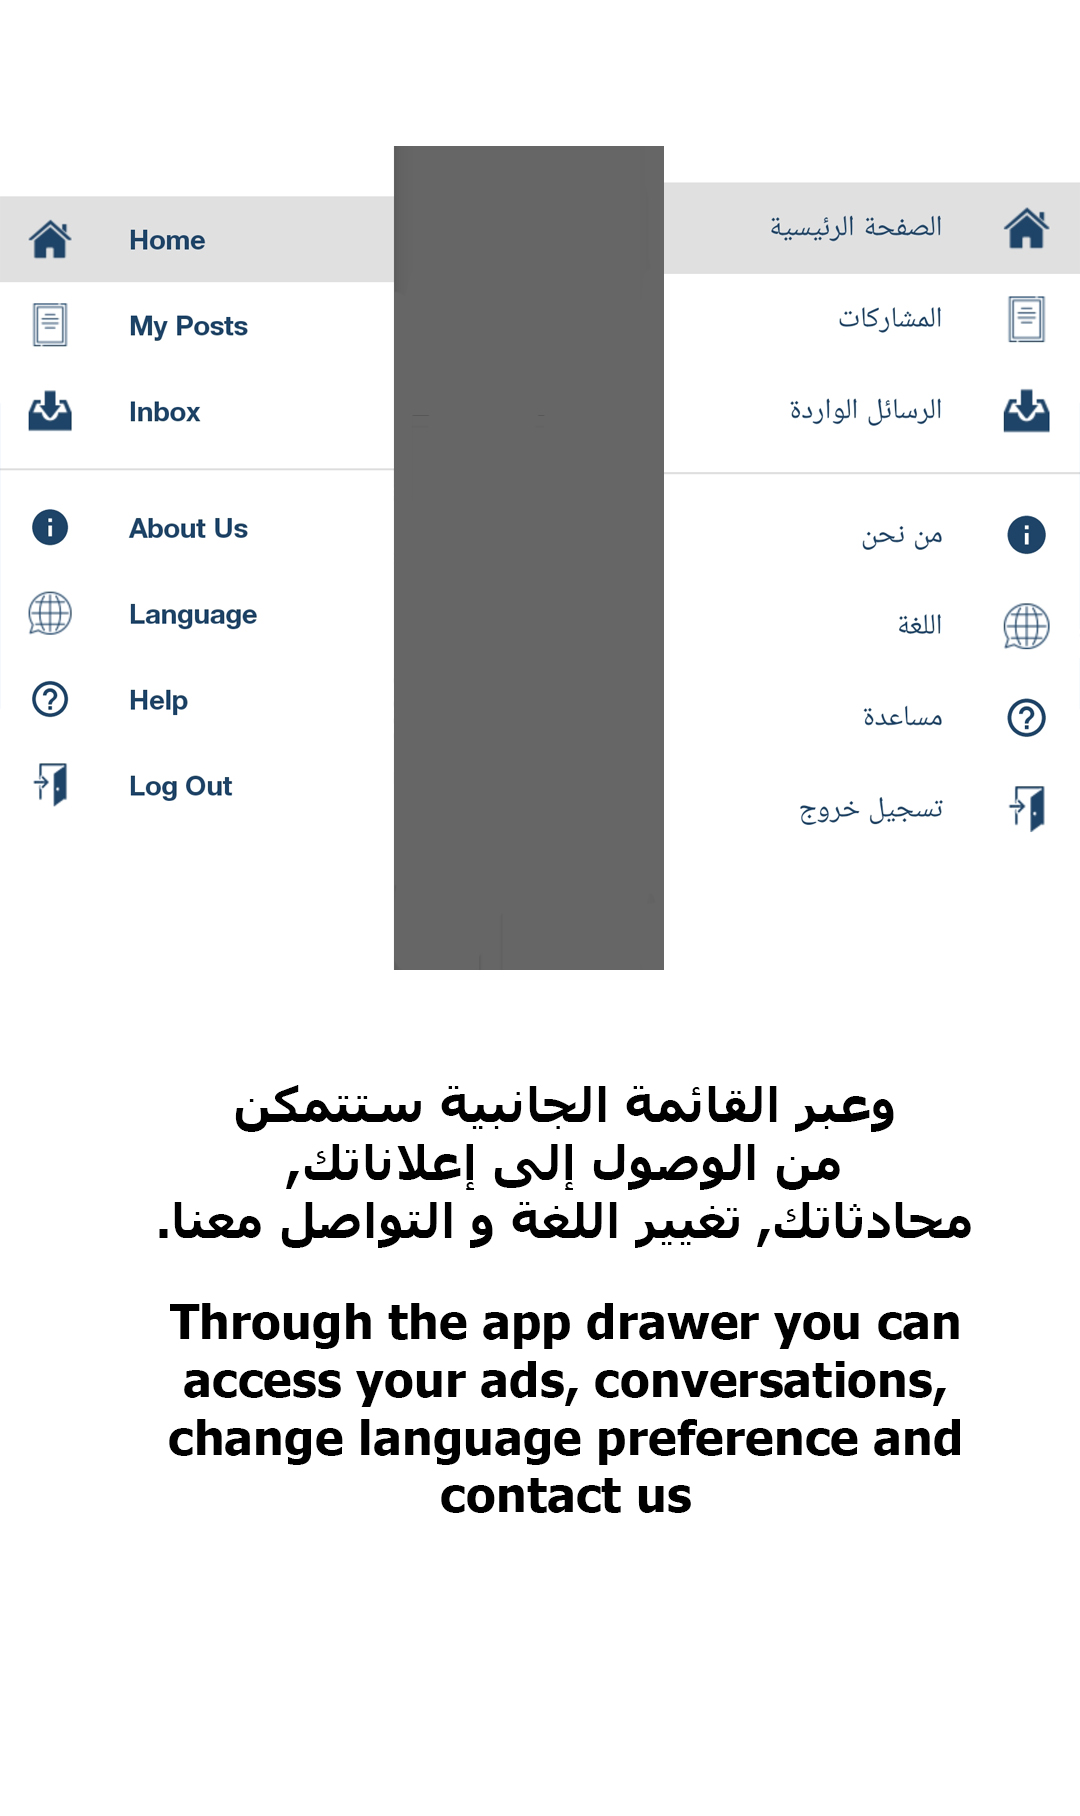 Home
My Posts
Inbox
About Us
Language
Help
Log Out
الصفحة الرئيسية
المشاركات
الرسائل الواردة
من نحن
اللغة
مساعدة
تسجيل خروج
وعبر القائمة الجانبية ستتمكن
من الوصول إلى إعلاناتك,
محادثاتك, تغيير اللغة و التواصل معنا.
Through the app drawer you can
access your ads, conversations,
change language preference and
contact us